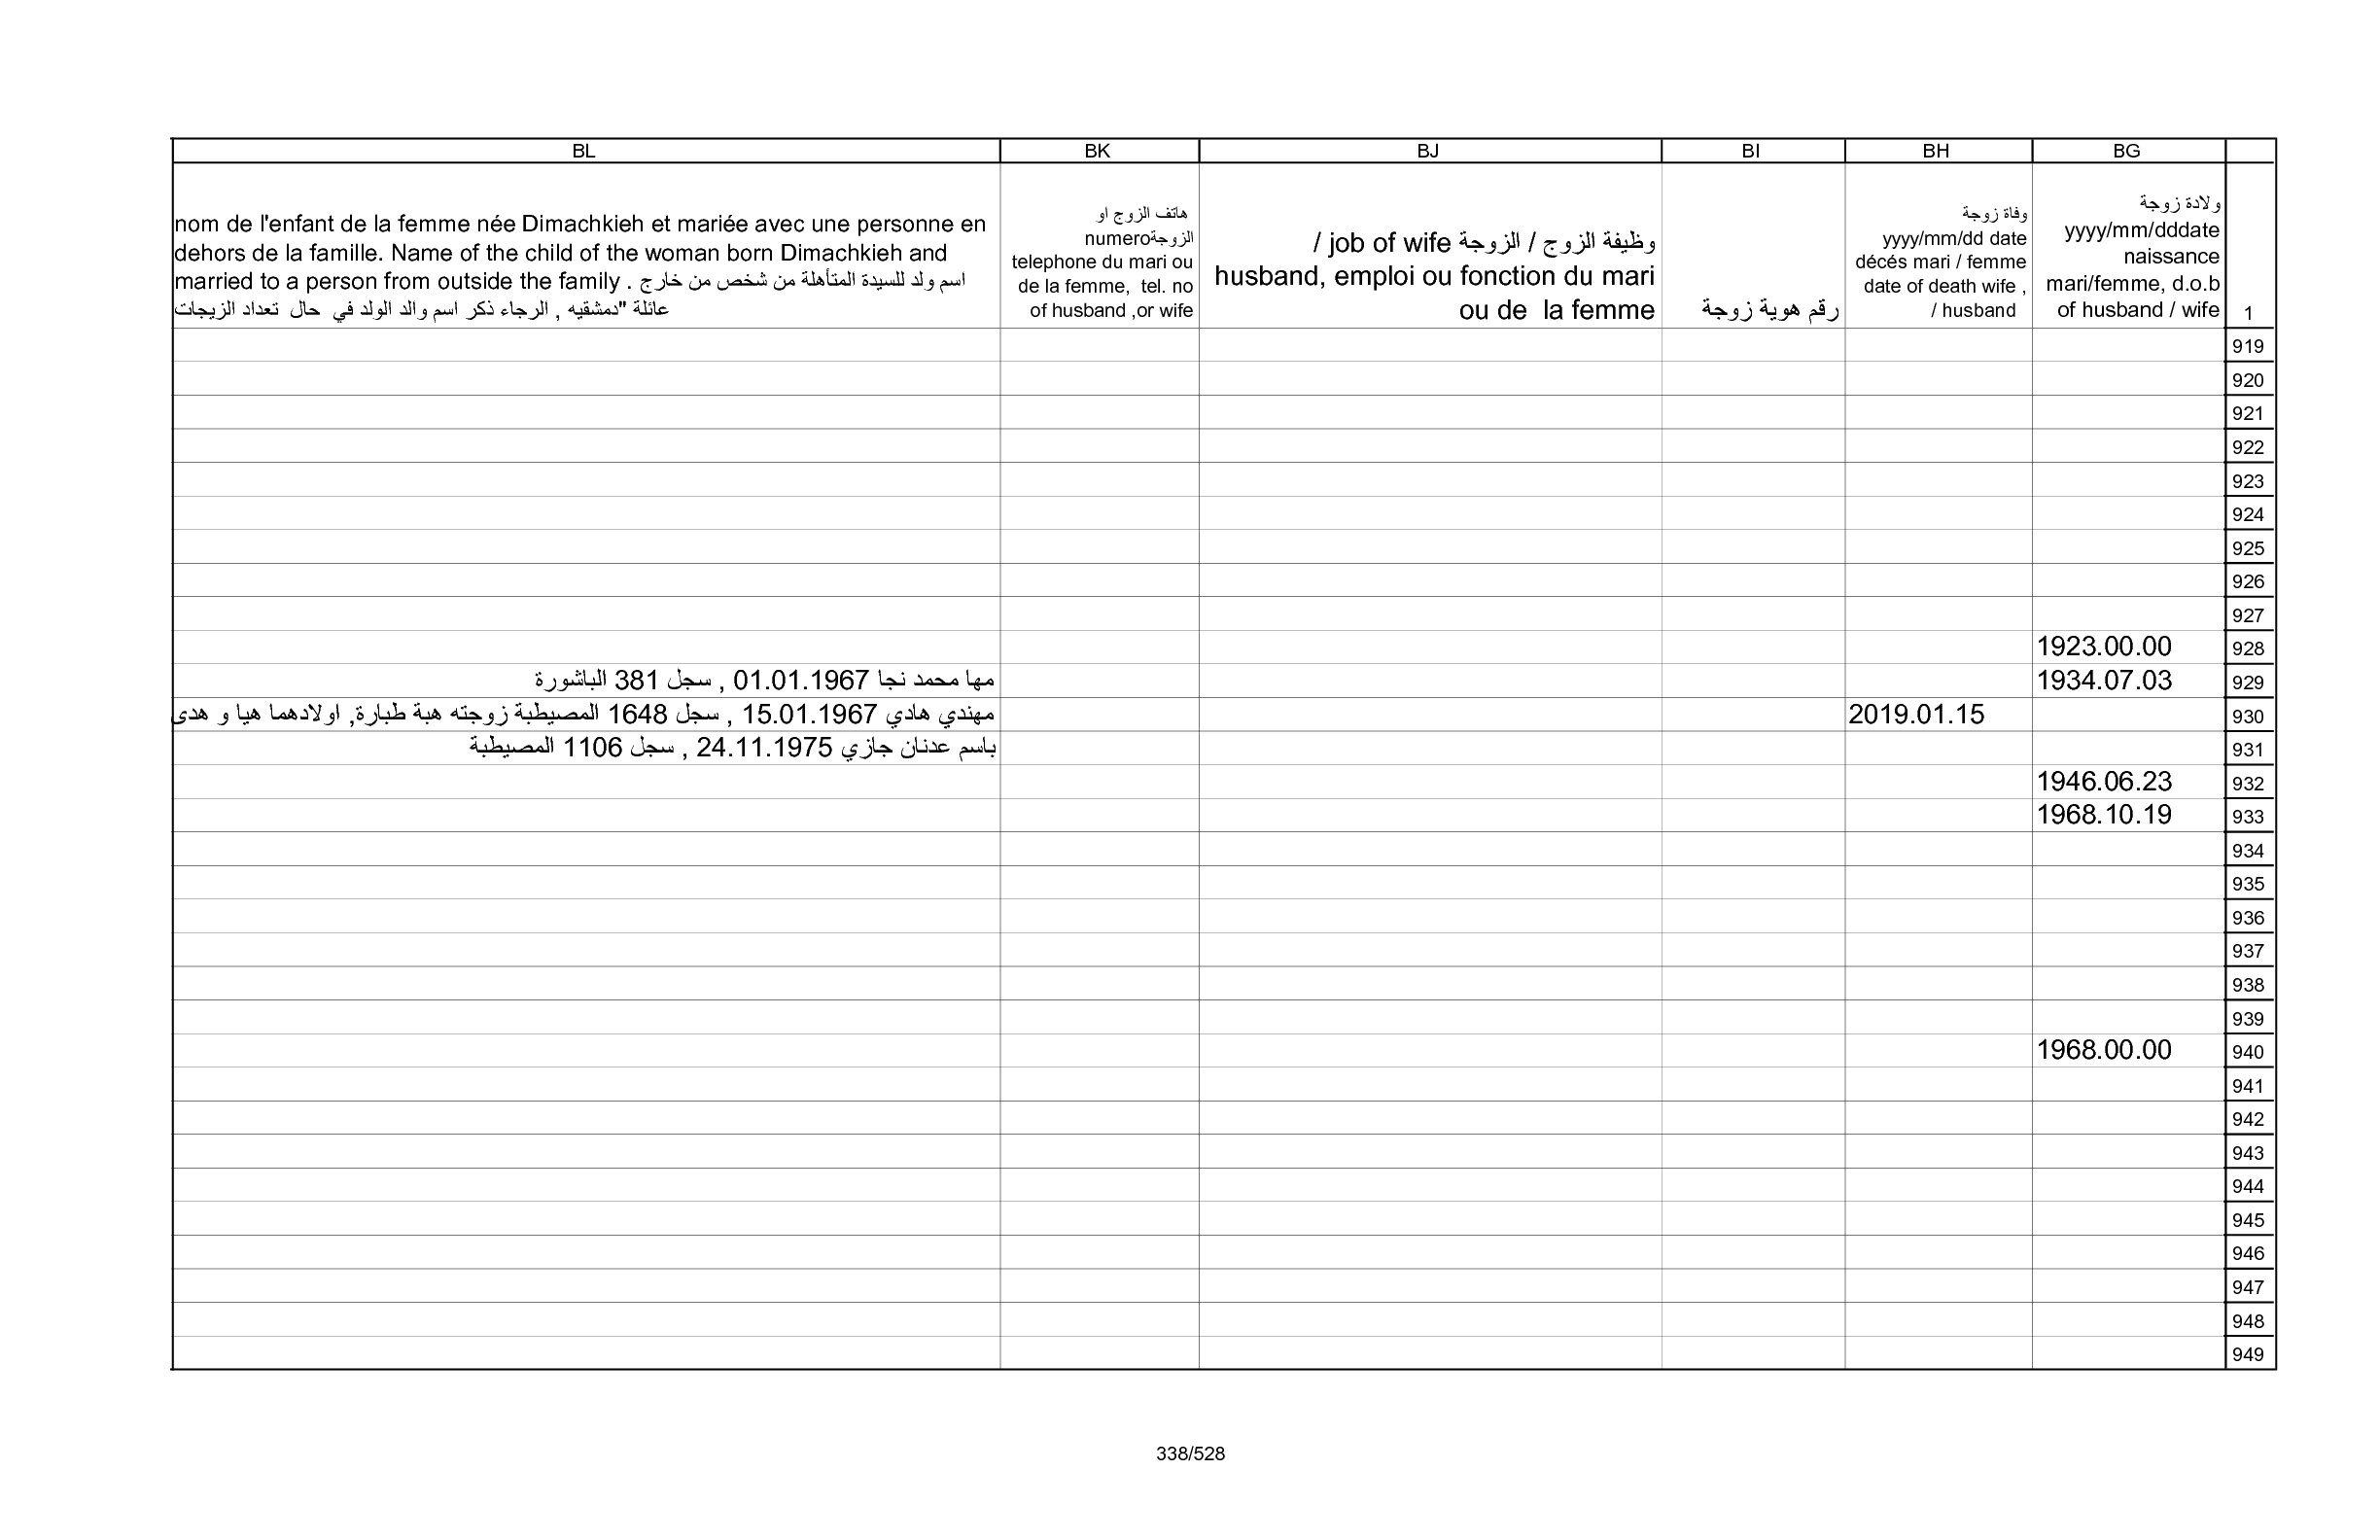 BL BK BJ BI BH BG
nom de l'enfant de la femme née Dimachkieh et mariée avec une personne en
dehors de la famille. Name of the child of the woman born Dimachkieh and
married to a person from outside the family . اسم ولد للسيدة المتأهلة من شخص من خارج
عائلة "دمشقيه , الرجاء ذكر اسم والد الولد في حال تعداد الزيجات
هاتف الزوج او
الزوجةnumero
telephone du mari ou
de la femme, tel. no
of husband ,or wife
وظيفة الزوج / الزوجة job of wife /
husband, emploi ou fonction du mari
ou de la femme
رقم هوية زوجة
وفاة زوجة
yyyy/mm/dd date
décés mari / femme
date of death wife ,
/ husband
ولادة زوجة
yyyy/mm/dddate
naissance
mari/femme, d.o.b
of husband / wife
1
919
920
921
922
923
924
925
926
927
1923.00.00 928
مها محمد نجا 01.01.1967 , سجل 381 الباشورة 1934.07.03 929
مهندي هادي 15.01.1967 , سجل 1648 المصيطبة زوجته هبة طبارة, اولادهما هيا و هدى 2019.01.15 930
باسم عدنان جازي 24.11.1975 , سجل 1106 المصيطبة 931
1946.06.23 932
1968.10.19 933
934
935
936
937
938
939
1968.00.00 940
941
942
943
944
945
946
947
948
949
338/528